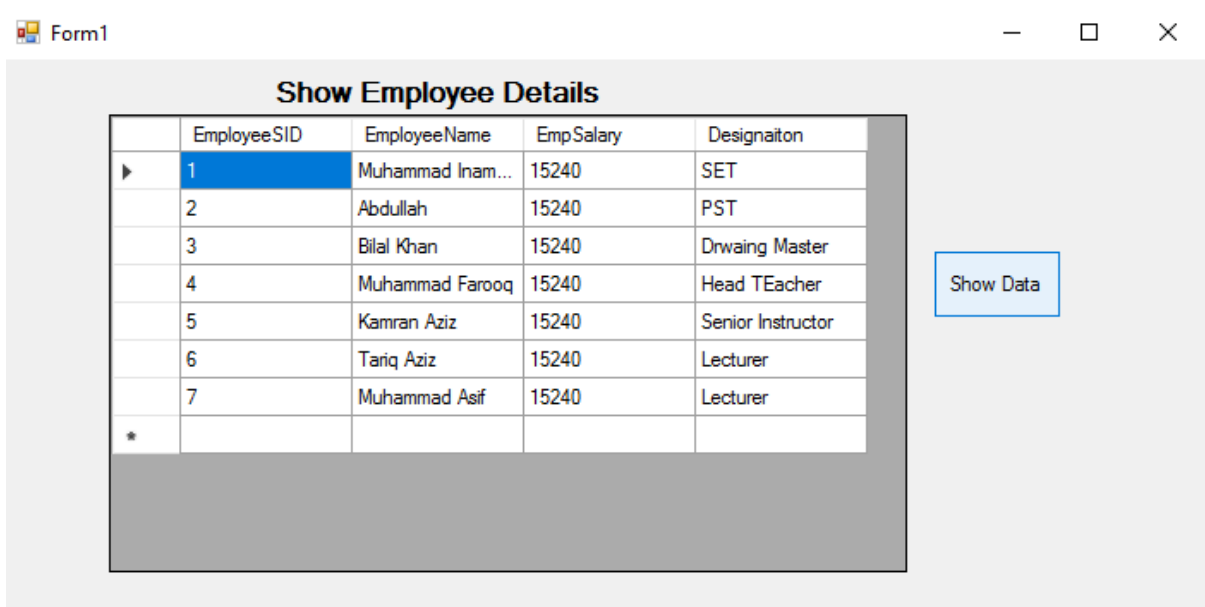 Form1
Show Employee Details
EmployeeSID EmployeeName EmpSalary Designaiton
1 Muhammad Inam... 15240 SET
2 Abdullah 15240 PST
3 Bilal Khan 15240 Drwaing Master
4 Muhammad Farooq 15240 Head TEacher
5 Kamran Aziz 15240 Senior Instructor
6 Tariq Aziz 15240 Lecturer
7 Muhammad Asif 15240 Lecturer
Show Data